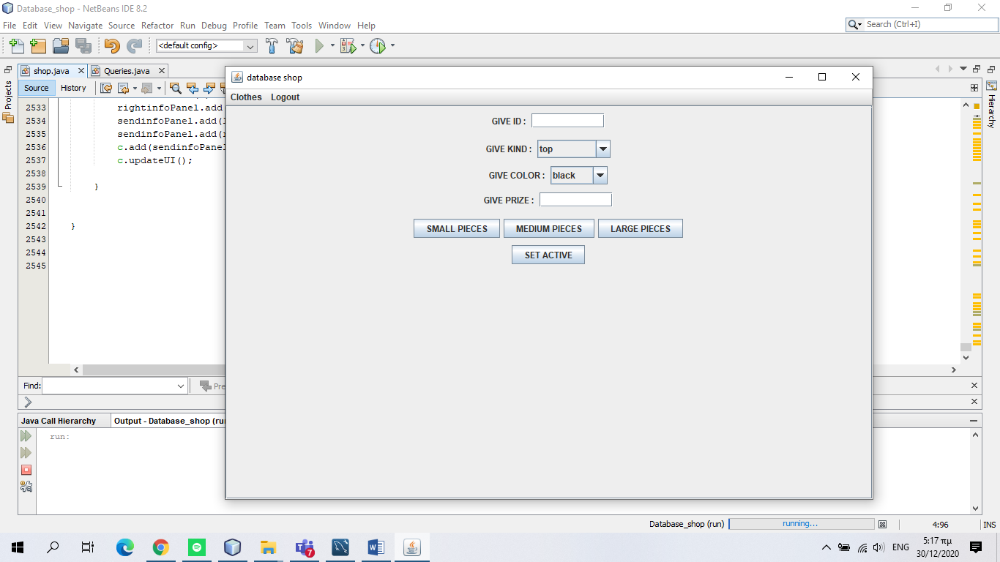 Database_shop - NetBeans IDE 8.2
File Edit View Navigate Source Refactor Run Debug Profile Team Tools Window Help
Search (Ctrl+I)
<default config>
shop.java
Queries.java
Projects
Source History
Hierarchy
database shop
Clothes Logout
2533 rightinfoPanel.add
2534 sendinfoPanel.add(
2535 sendinfoPanel.add(
2536 c.add(sendinfoPanel
2537 c.updateUI();
2538
2539 }
2540
2541
2542 }
2543
2544
2545
GIVE ID :
GIVE KIND : top
GIVE COLOR : black
GIVE PRIZE :
SMALL PIECES MEDIUM PIECES LARGE PIECES
SET ACTIVE
Find: Pre
Java Call Hierarchy Output - Database_shop (ru
run:
Database_shop (run) running... 4:96 INS
7
ENG
5:17 πμ
30/12/2020